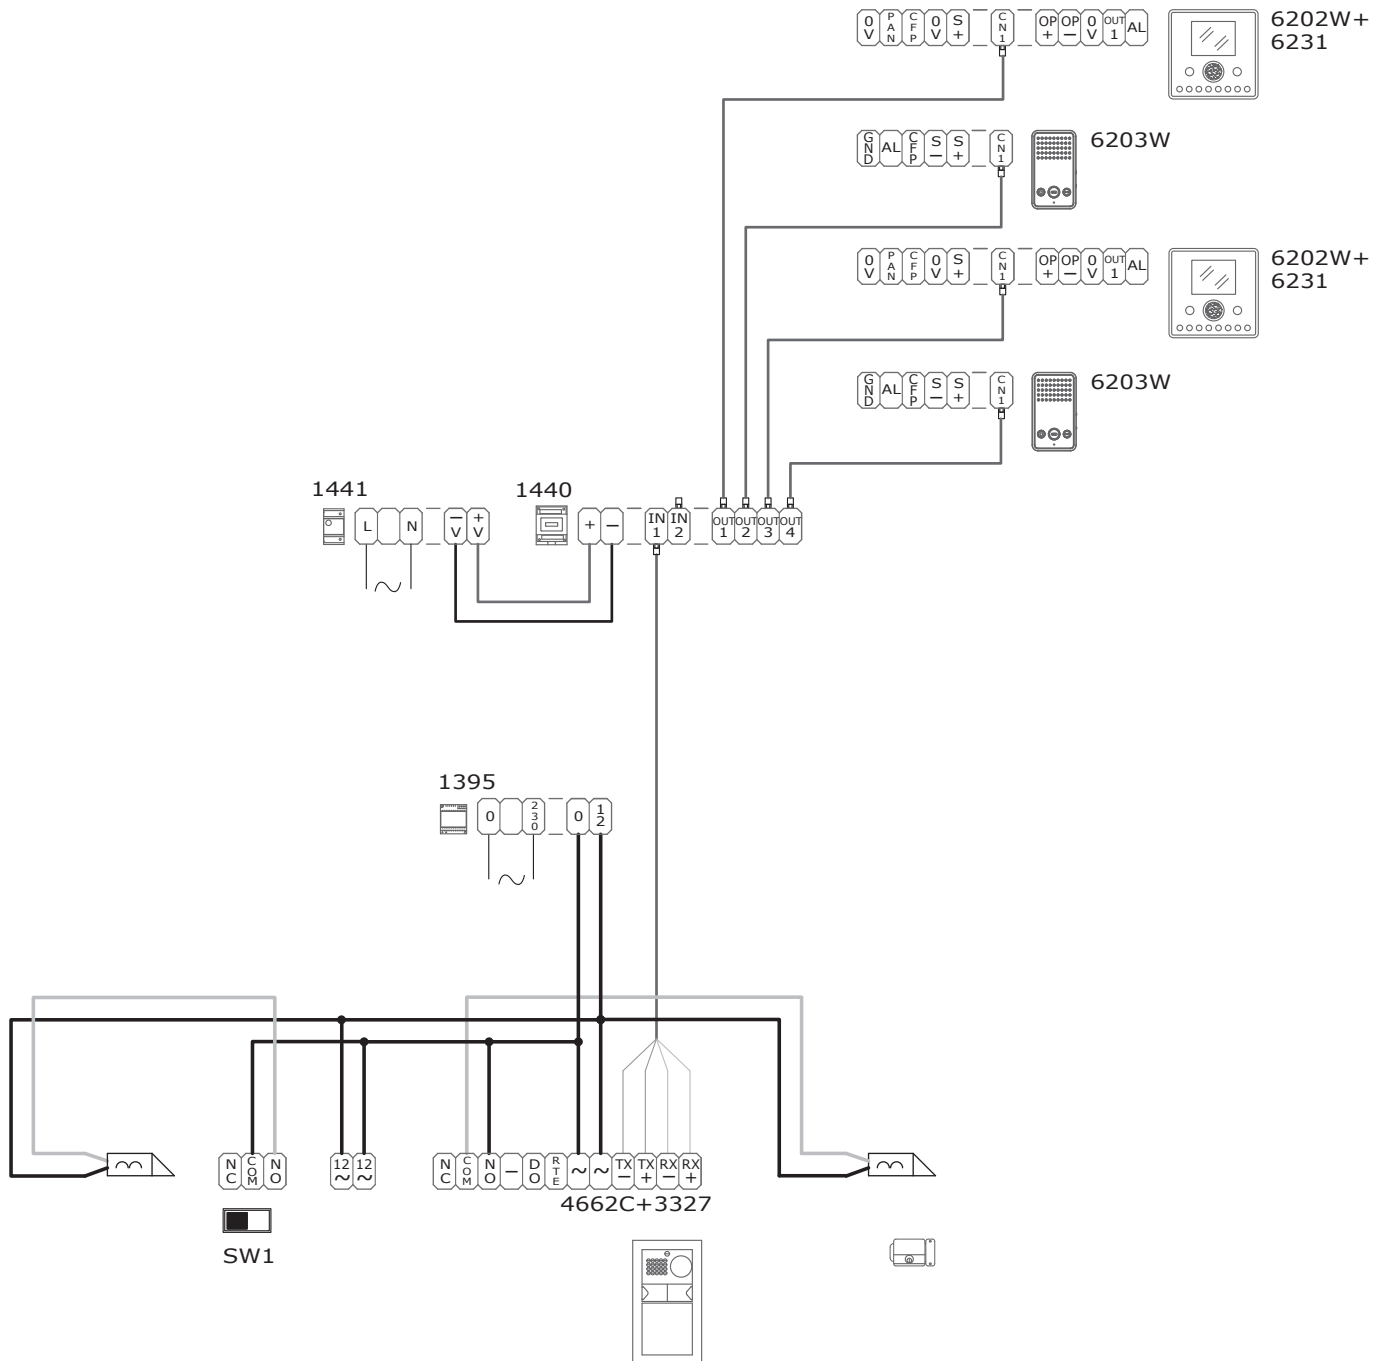 0V PAN CFP 0V S+ CN1 OP+ OP− 0V OUT1 AL
6202W+
6231
GND AL CFP S− S+ CN1
6203W
0V PAN CFP 0V S+ CN1 OP+ OP− 0V OUT1 AL
6202W+
6231
GND AL CFP S− S+ CN1
6203W
1441
L N −V +V
1440
+ − IN1 IN2 OUT1 OUT2 OUT3 OUT4
1395
0 230 0 12
NC COM NO 12~ 12~ NC COM NO − DO RTE ~ ~ TX− TX+ RX− RX+
4662C+3327
SW1